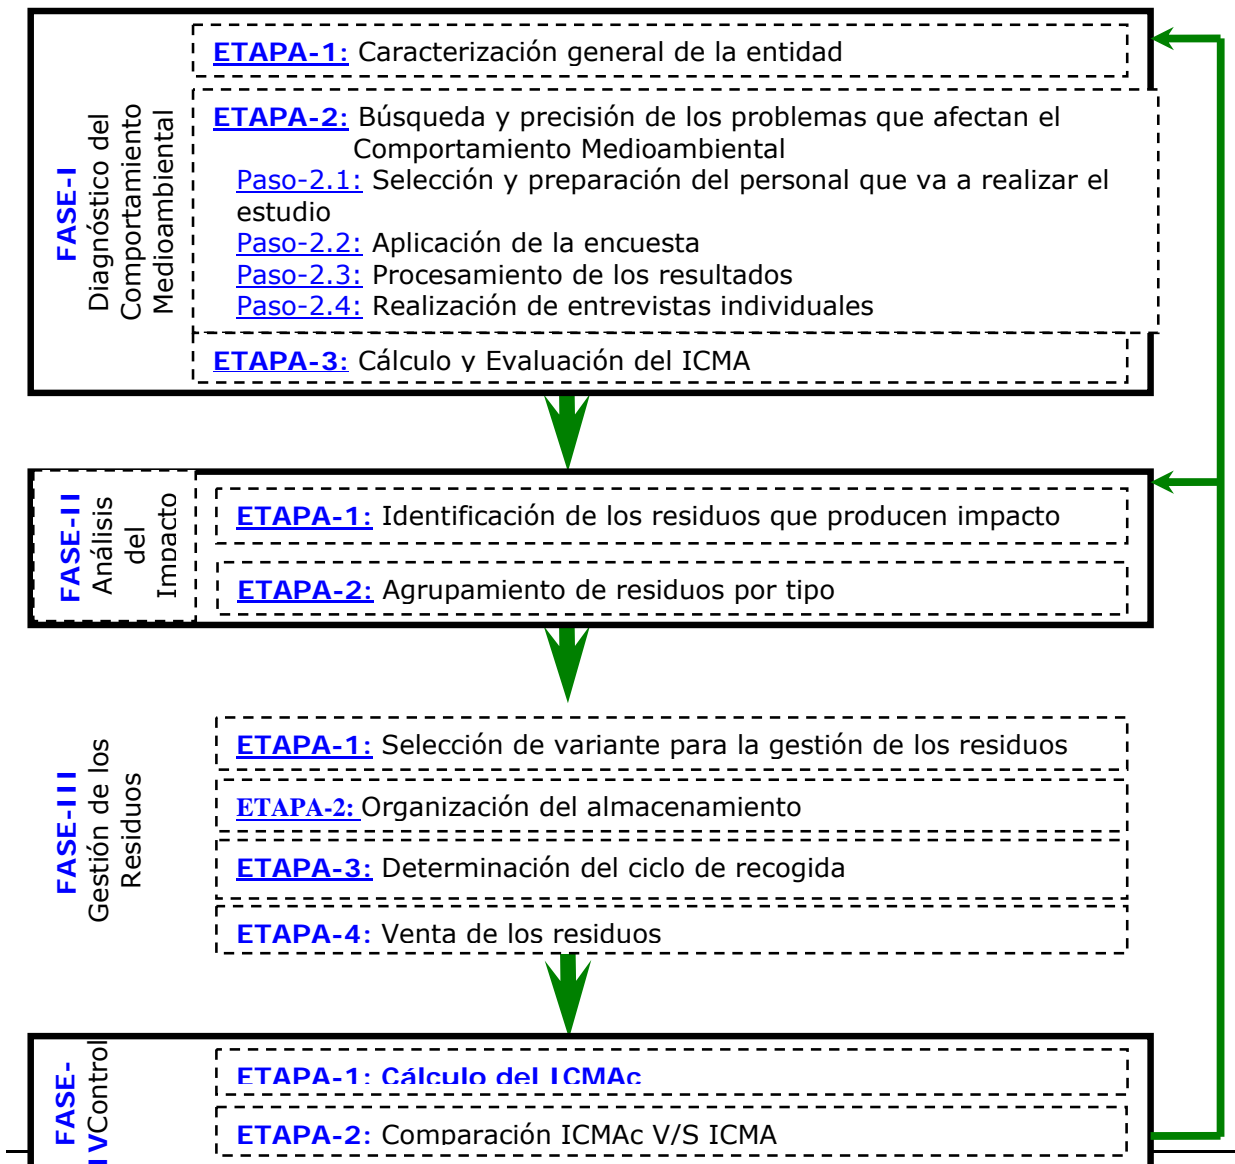 FASE-I
Diagnóstico del
Comportamiento
Medioambiental
ETAPA-1: Caracterización general de la entidad
ETAPA-2: Búsqueda y precisión de los problemas que afectan el
Comportamiento Medioambiental
Paso-2.1: Selección y preparación del personal que va a realizar el
estudio
Paso-2.2: Aplicación de la encuesta
Paso-2.3: Procesamiento de los resultados
Paso-2.4: Realización de entrevistas individuales
ETAPA-3: Cálculo y Evaluación del ICMA
FASE-II
Análisis
del
Impacto
ETAPA-1: Identificación de los residuos que producen impacto
ETAPA-2: Agrupamiento de residuos por tipo
FASE-III
Gestión de los
Residuos
ETAPA-1: Selección de variante para la gestión de los residuos
ETAPA-2: Organización del almacenamiento
ETAPA-3: Determinación del ciclo de recogida
ETAPA-4: Venta de los residuos
FASE-
IVControl
ETAPA-1: Cálculo del ICMAc
ETAPA-2: Comparación ICMAc V/S ICMA